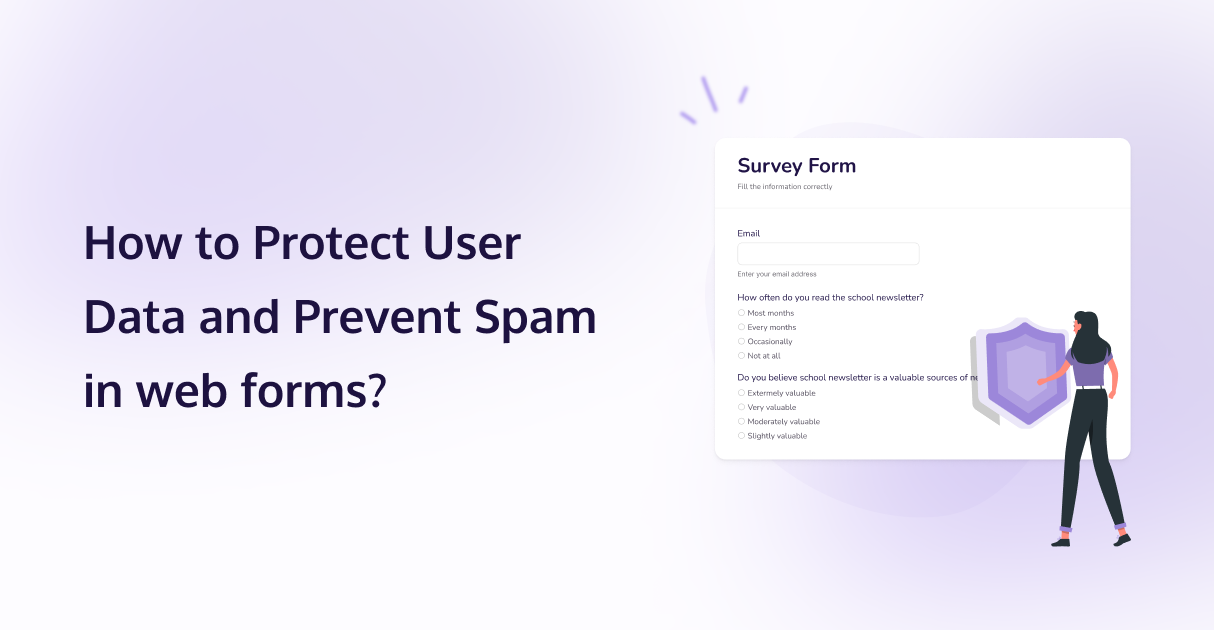 How to Protect User
Data and Prevent Spam
in web forms?
Survey Form
Fill the information correctly
Email
Enter your email address
How often do you read the school newsletter?
Most months
Every months
Occasionally
Not at all
Do you believe school newsletter is a valuable sources of
Extermely valuable
Very valuable
Moderately valuable
Slightly valuable